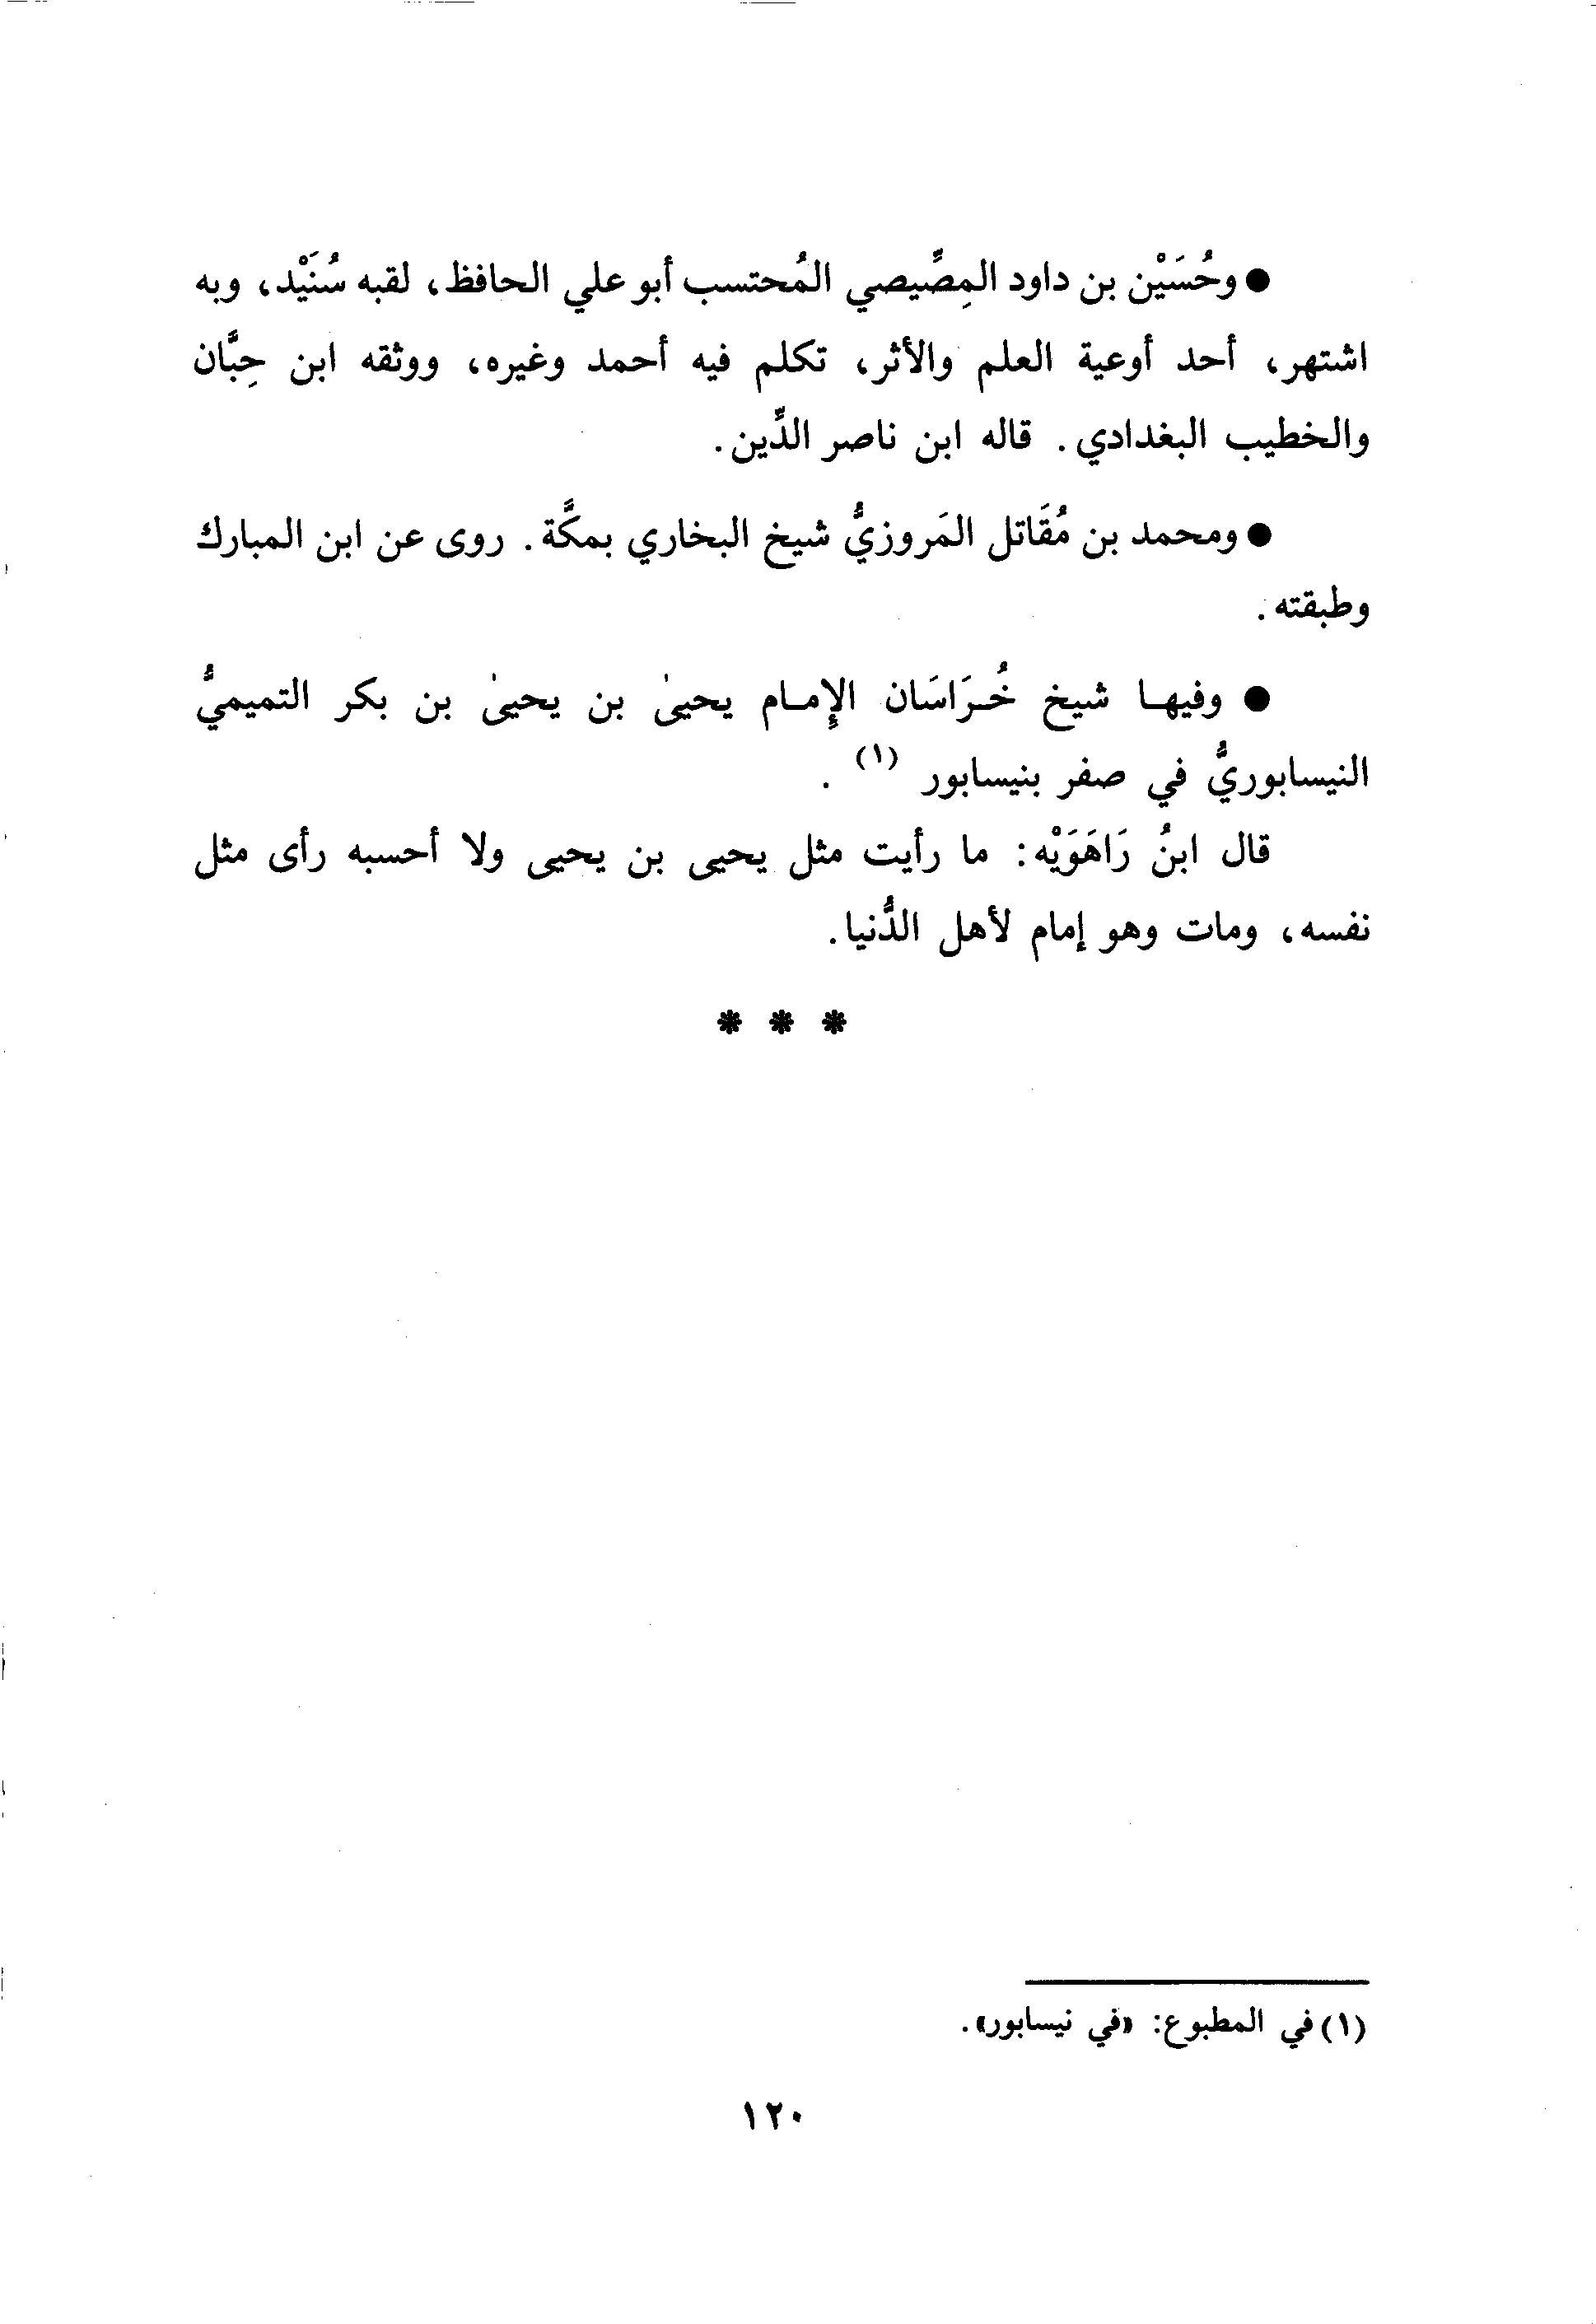 ● وحُسَيْن بن داود المِصِّيصي المُحتسب أبو علي الحافظ، لقبه سُنَيْد، وبه
اشتهر، أحد أوعية العلم والأثر، تكلم فيه أحمد وغيره، ووثقه ابن حِبَّان
والخطيب البغدادي. قاله ابن ناصر الدِّين.
● ومحمد بن مُقَاتل المَروزيُّ شيخ البخاري بمكَّة. روى عن ابن المبارك
وطبقته.
● وفيهـا شيخ خُـرَاسَان الإِمـام يحيىٰ بن يحيىٰ بن بكر التميميُّ
النيسابوريُّ في صفر بنيسابور (١).
قال ابنُ رَاهَوَيْه: ما رأيت مثل يحيى بن يحيى ولا أحسبه رأى مثل
نفسه، ومات وهو إمام لأهل الدُّنيا.
* * *
(١) في المطبوع: «في نيسابور».
١٢٠